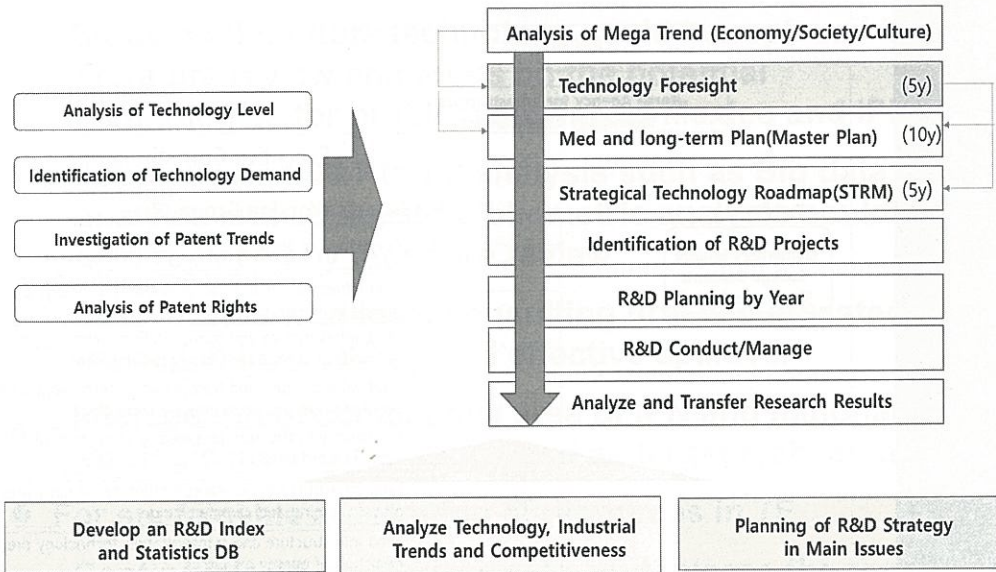 Analysis of Mega Trend (Economy/Society/Culture)
Technology Foresight (5y)
Med and long-term Plan(Master Plan) (10y)
Strategical Technology Roadmap(STRM) (5y)
Identification of R&D Projects
R&D Planning by Year
R&D Conduct/Manage
Analyze and Transfer Research Results
Analysis of Technology Level
Identification of Technology Demand
Investigation of Patent Trends
Analysis of Patent Rights
Develop an R&D Index
and Statistics DB
Analyze Technology, Industrial
Trends and Competitiveness
Planning of R&D Strategy
in Main Issues